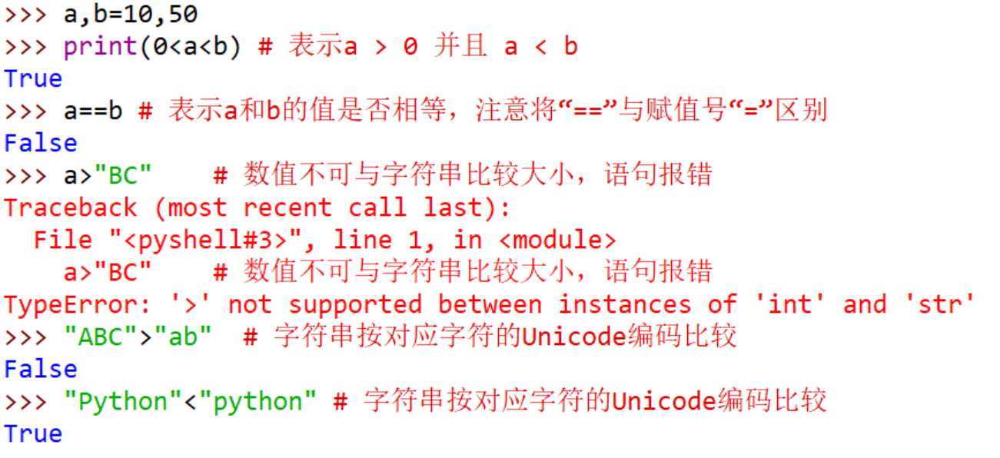 >>> a,b=10,50
>>> print(0<a<b) # 表示a > 0 并且 a < b
True
>>> a==b # 表示a和b的值是否相等，注意将“==”与赋值号“=”区别
False
>>> a>"BC"    # 数值不可与字符串比较大小，语句报错
Traceback (most recent call last):
  File "<pyshell#3>", line 1, in <module>
    a>"BC"    # 数值不可与字符串比较大小，语句报错
TypeError: '>' not supported between instances of 'int' and 'str'
>>> "ABC">"ab"  # 字符串按对应字符的Unicode编码比较
False
>>> "Python"<"python" # 字符串按对应字符的Unicode编码比较
True